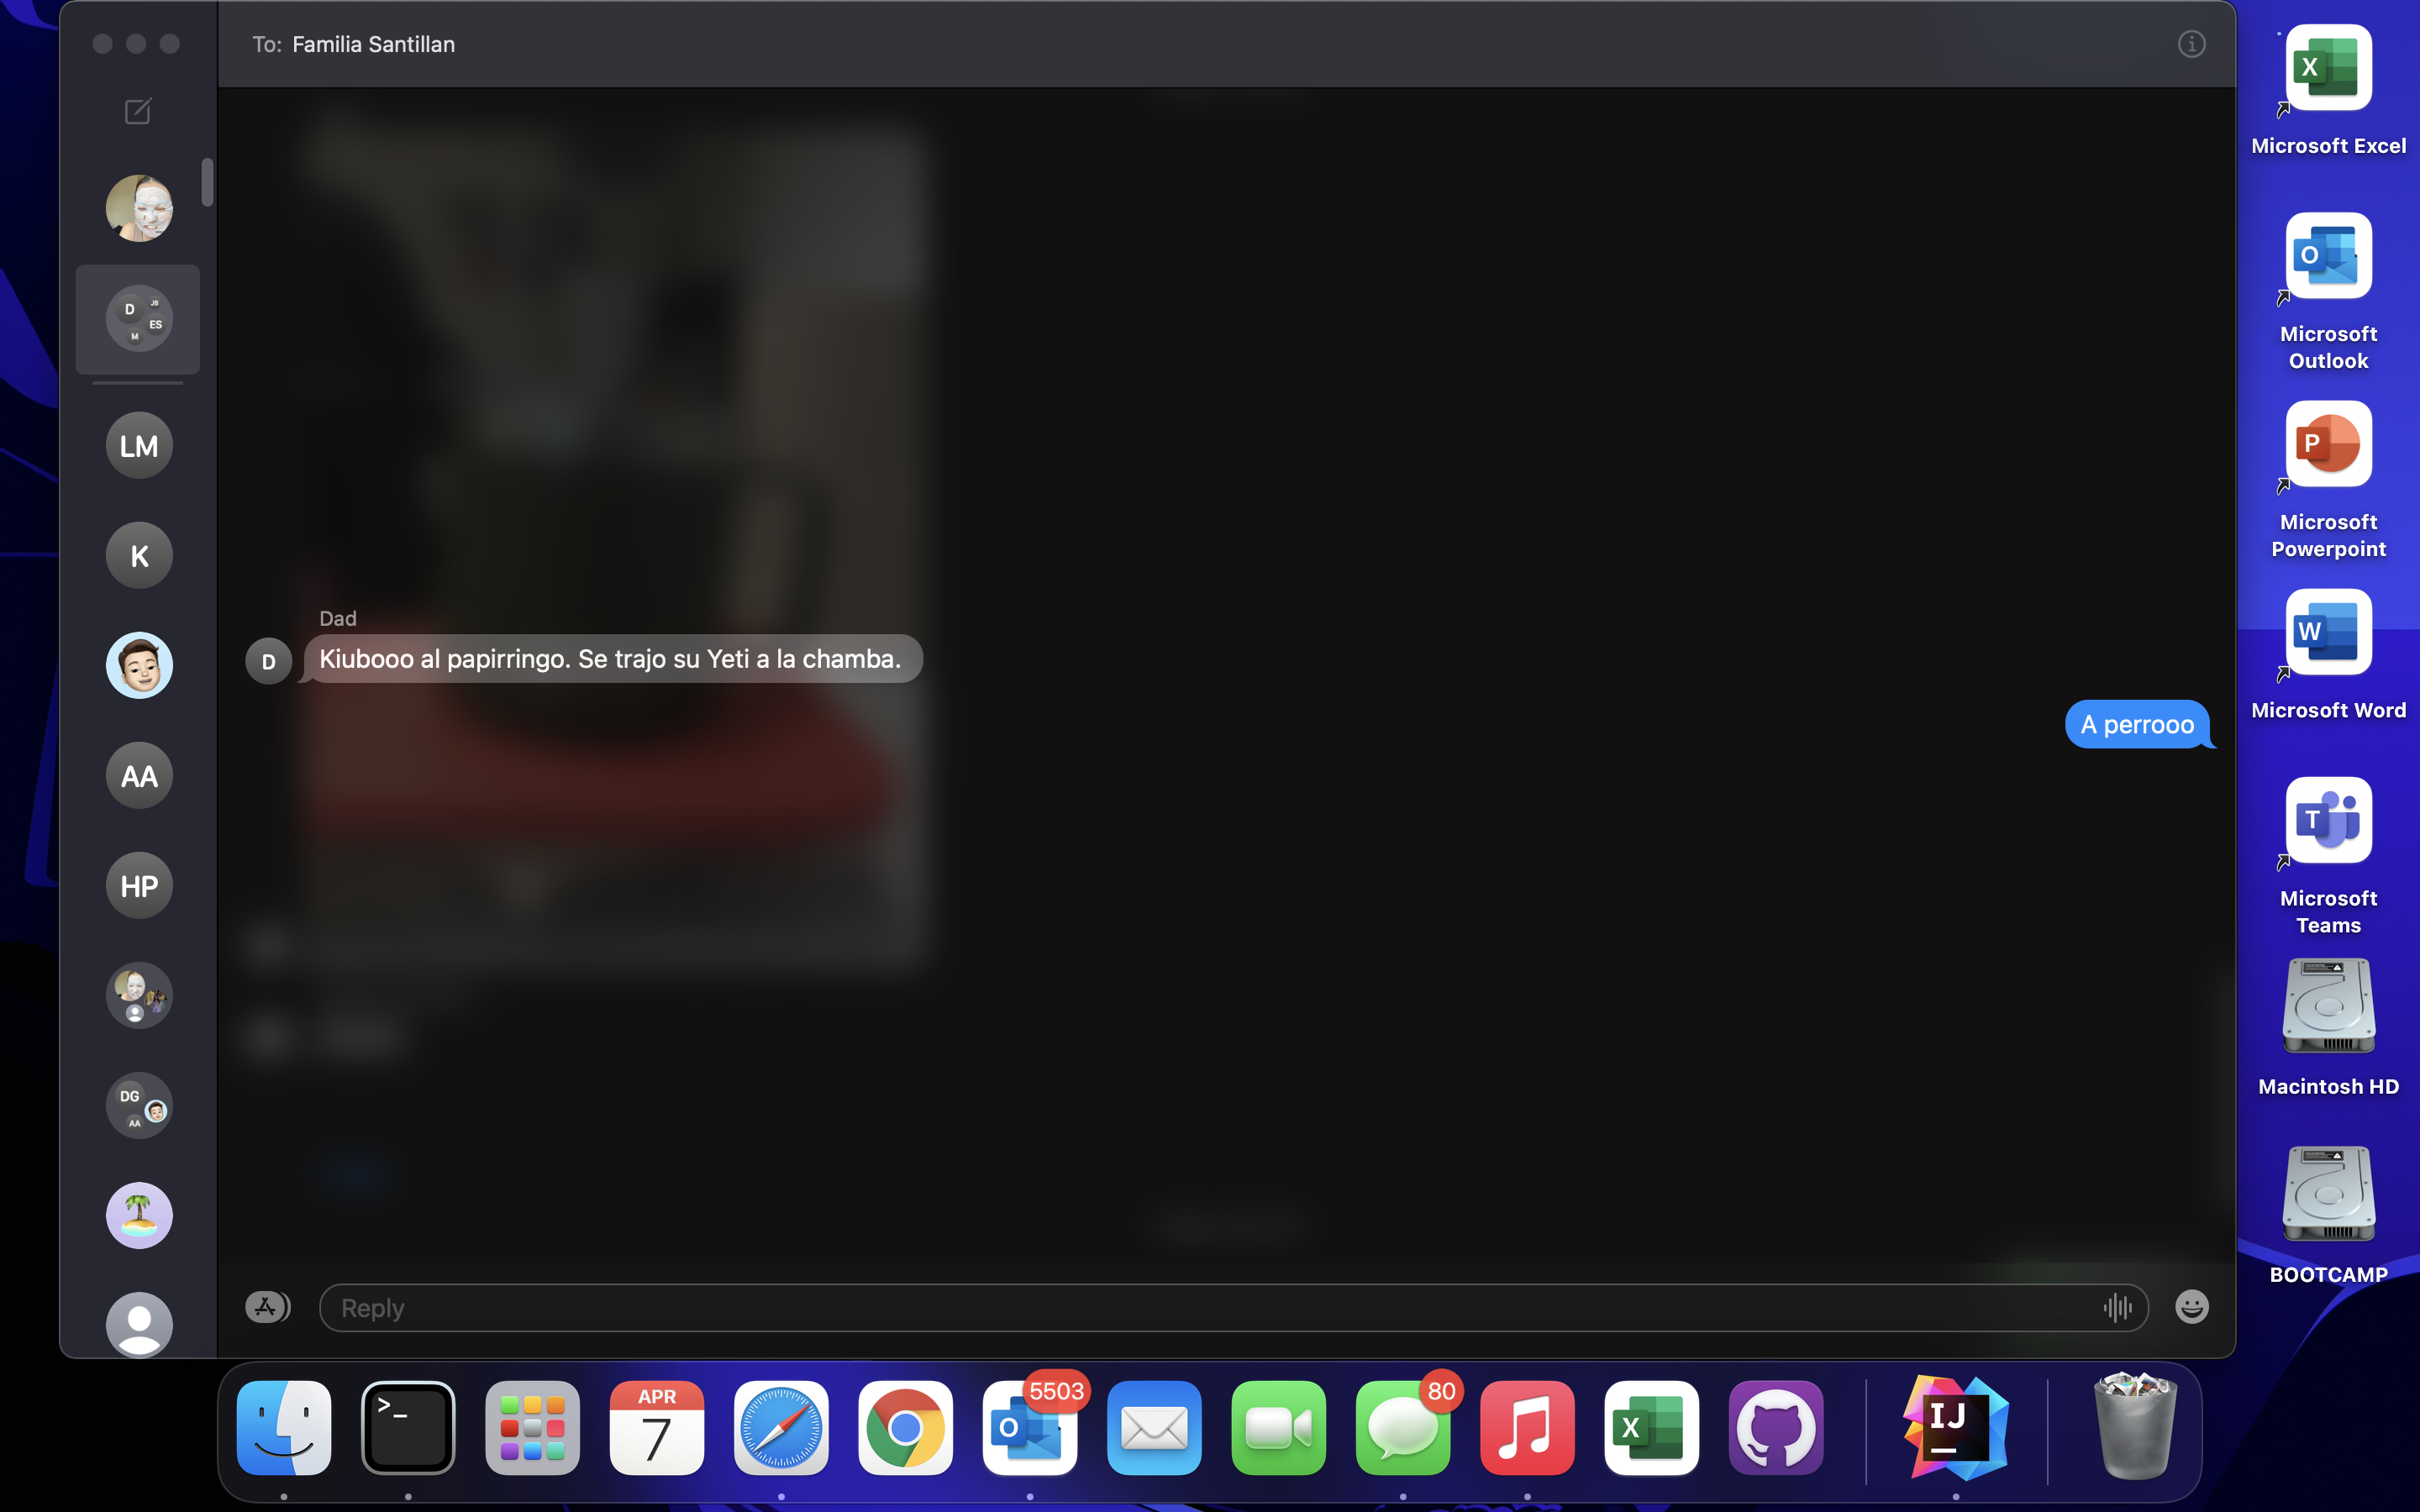 To: Familia Santillan
D
JB
ES
M
LM
K
AA
HP
DG
AA
Dad
D
Kiubooo al papirringo. Se trajo su Yeti a la chamba.
A perrooo
Reply
X
Microsoft Excel
O
Microsoft
Outlook
P
Microsoft
Powerpoint
W
Microsoft Word
T
Microsoft
Teams
Macintosh HD
BOOTCAMP
>_
APR
7
O
5503
80
X
IJ